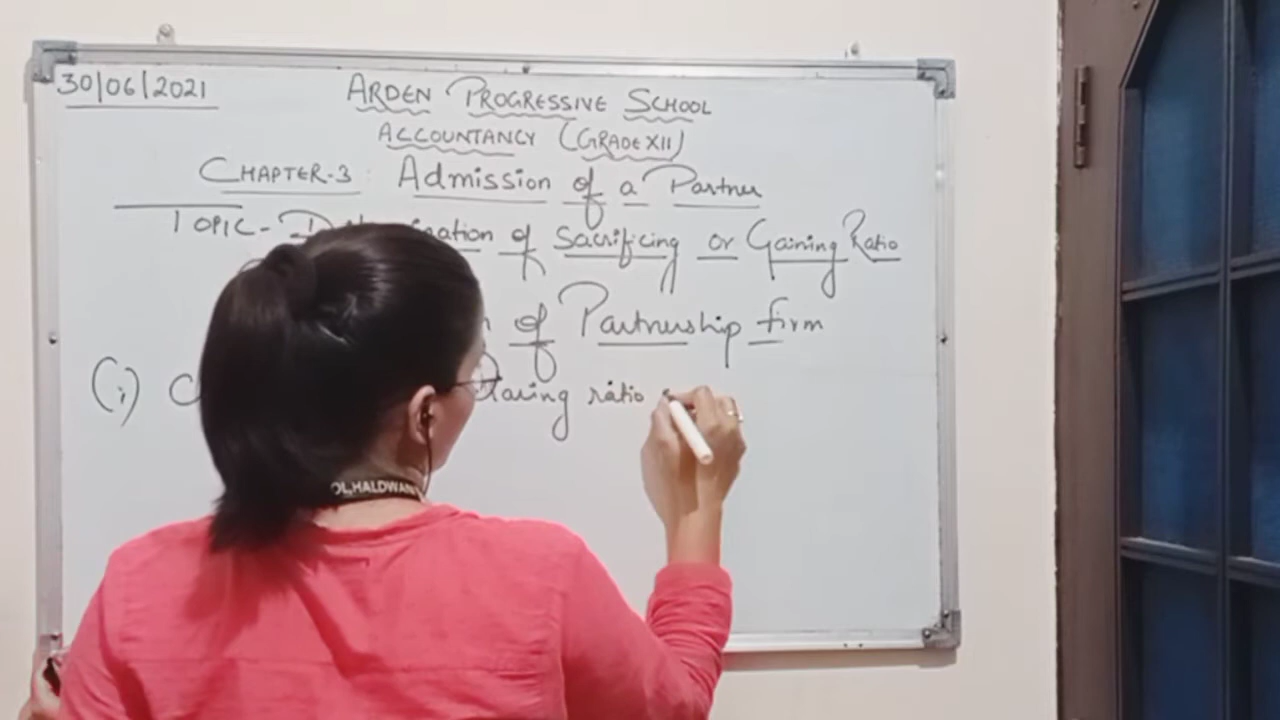 30/06/2021
ARDEN PROGRESSIVE SCHOOL
ACCOUNTANCY (GRADE XII)
CHAPTER-3 : Admission of a Partner
TOPIC- of Sacrificing or Gaining Ratio
of Partnership firm
(i) ratio
OL,HALDWAN